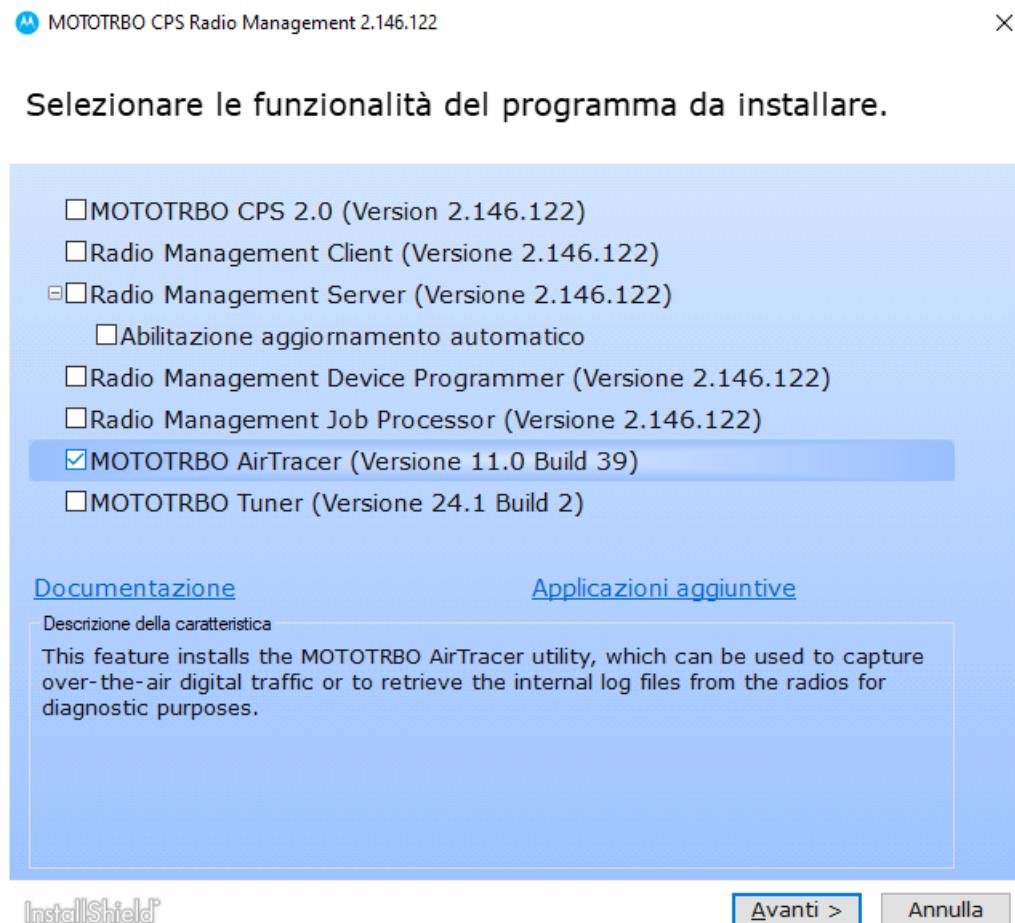 MOTOTRBO CPS Radio Management 2.146.122
Selezionare le funzionalità del programma da installare.
MOTOTRBO CPS 2.0 (Version 2.146.122)
Radio Management Client (Versione 2.146.122)
Radio Management Server (Versione 2.146.122)
Abilitazione aggiornamento automatico
Radio Management Device Programmer (Versione 2.146.122)
Radio Management Job Processor (Versione 2.146.122)
MOTOTRBO AirTracer (Versione 11.0 Build 39)
MOTOTRBO Tuner (Versione 24.1 Build 2)
Documentazione Applicazioni aggiuntive
Descrizione della caratteristica
This feature installs the MOTOTRBO AirTracer utility, which can be used to capture
over-the-air digital traffic or to retrieve the internal log files from the radios for
diagnostic purposes.
InstallShield Avanti > Annulla